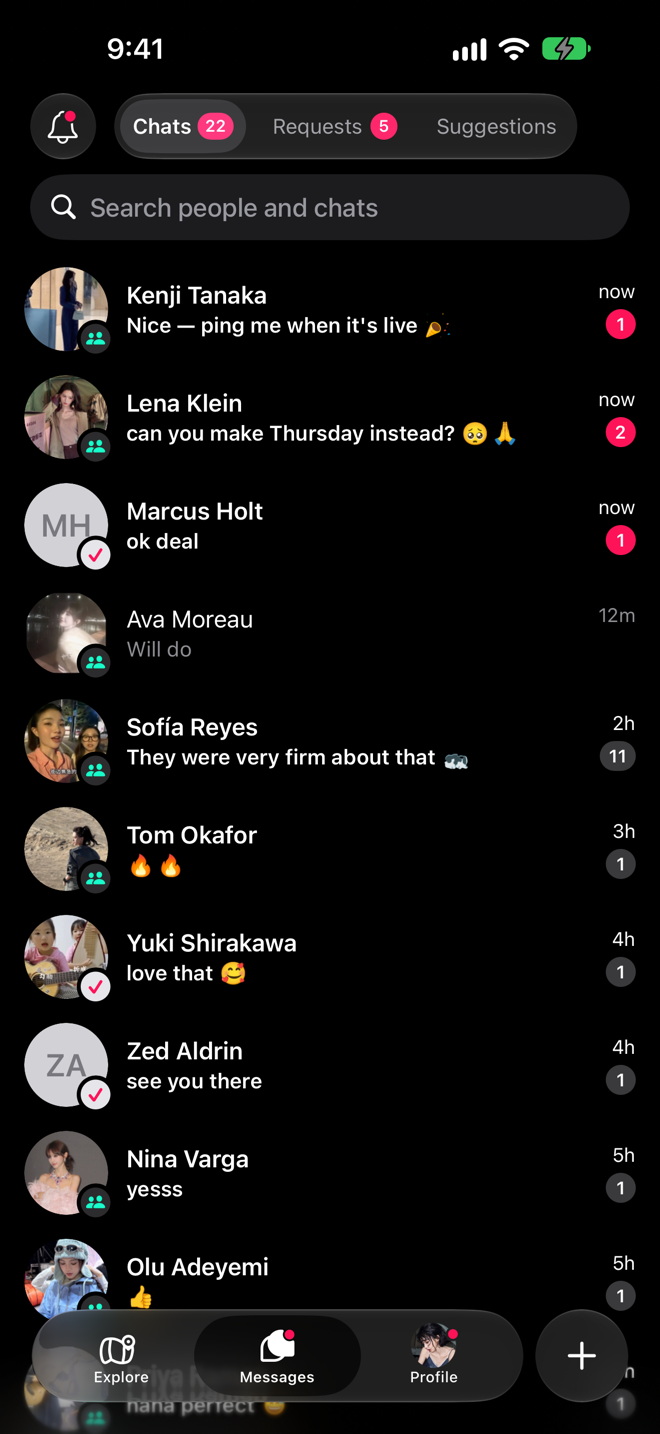 9:41
Chats 22
Requests 5
Suggestions
Search people and chats
Kenji Tanaka
now
Nice — ping me when it's live 🎉
1
Lena Klein
now
can you make Thursday instead? 🥺🙏
2
MH
Marcus Holt
now
ok deal
1
Ava Moreau
12m
Will do
Sofía Reyes
2h
They were very firm about that
11
Tom Okafor
3h
🔥🔥
1
Yuki Shirakawa
4h
love that 🥰
1
ZA
Zed Aldrin
4h
see you there
1
Nina Varga
5h
yesss
1
Olu Adeyemi
5h
👍
1
Explore
Messages
Profile
haha perfect
1